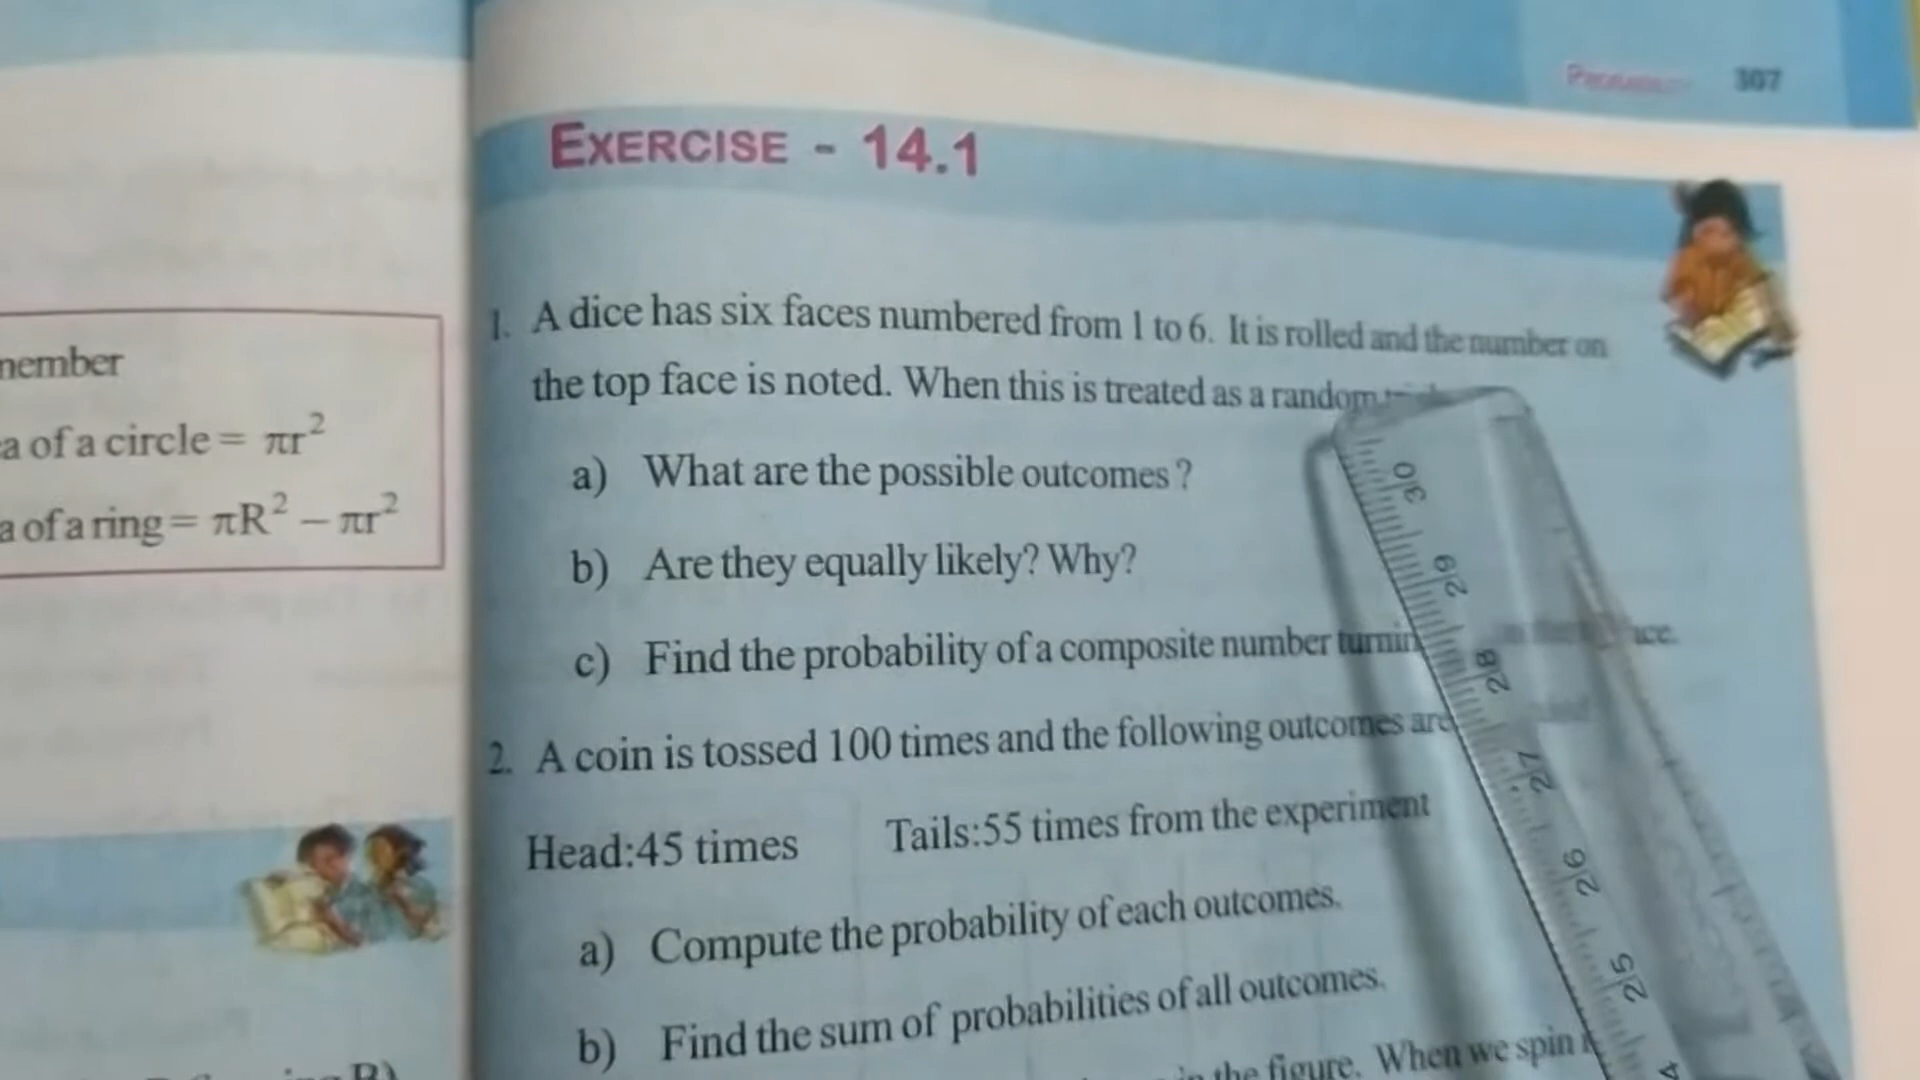 PROBABILITY 307
EXERCISE - 14.1
1. A dice has six faces numbered from 1 to 6. It is rolled and the number on
the top face is noted. When this is treated as a random
a) What are the possible outcomes ?
b) Are they equally likely? Why?
c) Find the probability of a composite number
2. A coin is tossed 100 times and the following outcomes are
Head:45 times Tails:55 times from the experiment
a) Compute the probability of each outcomes.
b) Find the sum of probabilities of all outcomes.
in the figure. When we spin
member
a of a circle = πr²
a of a ring = πR² – πr²
30
29
28
27
26
25